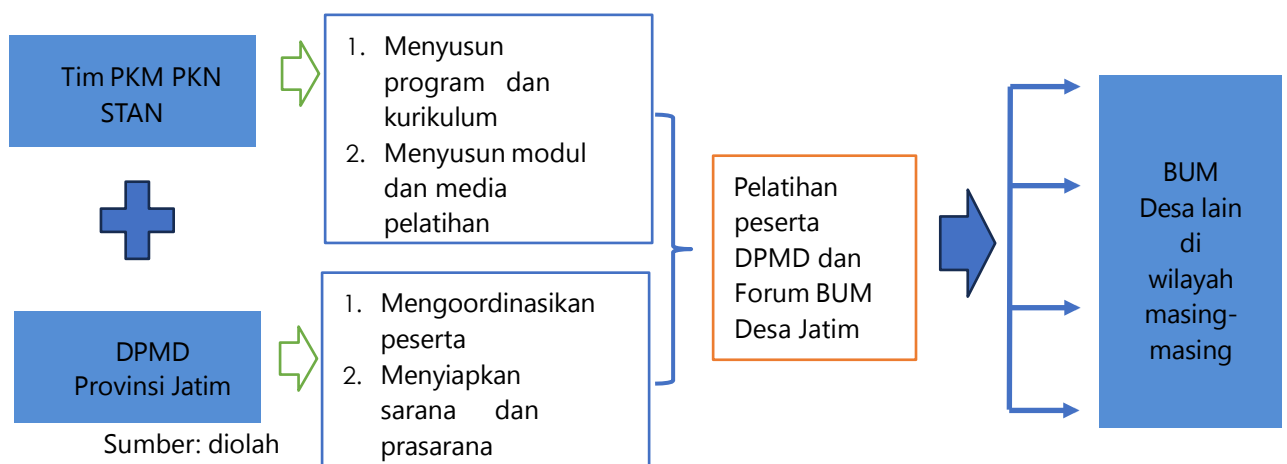 Tim PKM PKN
STAN
1. Menyusun
program dan
kurikulum
2. Menyusun modul
dan media
pelatihan
DPMD
Provinsi Jatim
1. Mengoordinasikan
peserta
2. Menyiapkan
sarana dan
prasarana
Pelatihan
peserta
DPMD dan
Forum BUM
Desa Jatim
BUM
Desa lain
di
wilayah
masing-
masing
Sumber: diolah